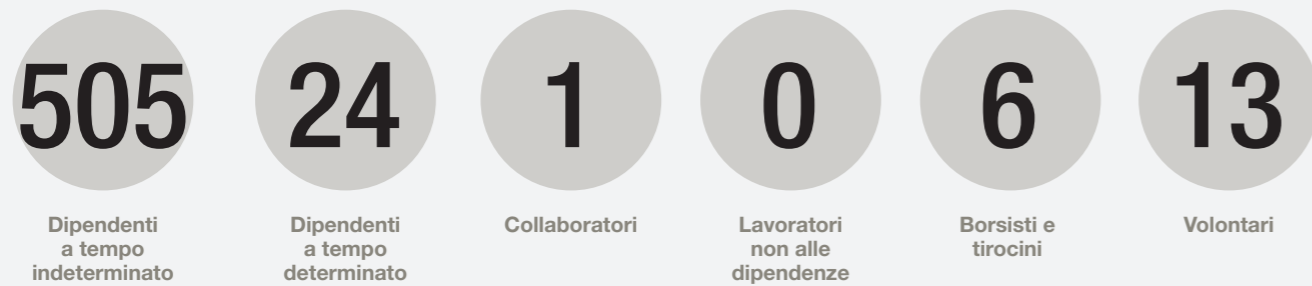 505
24
1
0
6
13
Dipendenti
a tempo
indeterminato
Dipendenti
a tempo
determinato
Collaboratori
Lavoratori
non alle
dipendenze
Borsisti e
tirocini
Volontari